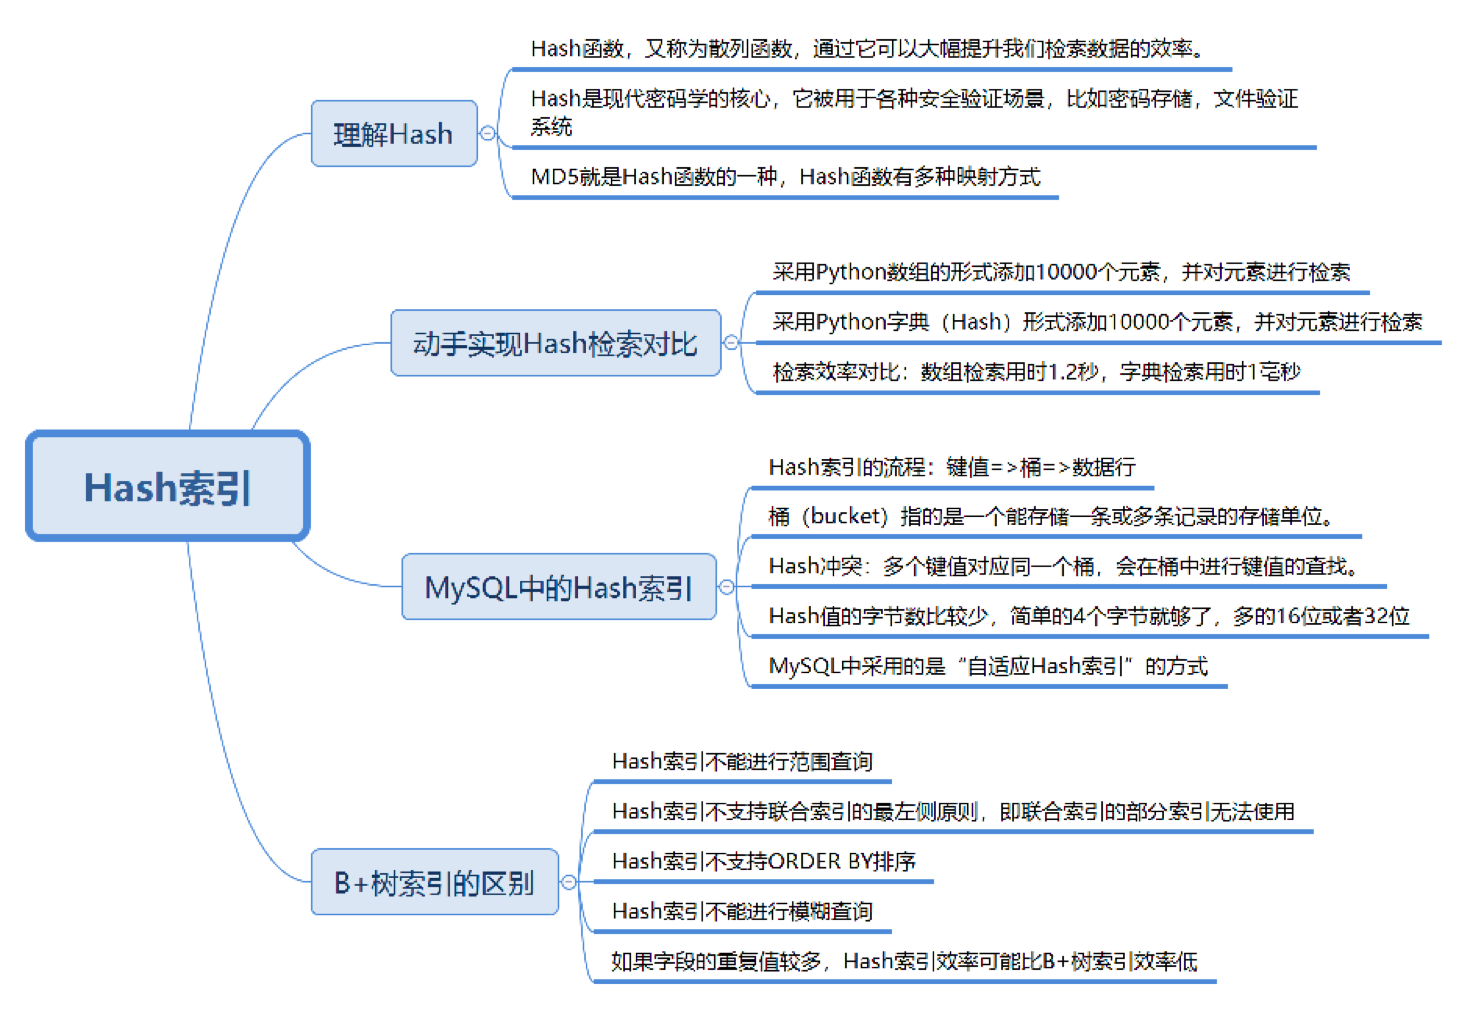 Hash函数，又称为散列函数，通过它可以大幅提升我们检索数据的效率。
Hash是现代密码学的核心，它被用于各种安全验证场景，比如密码存储，文件验证
系统
理解Hash
MD5就是Hash函数的一种，Hash函数有多种映射方式
采用Python数组的形式添加10000个元素，并对元素进行检索
采用Python字典（Hash）形式添加10000个元素，并对元素进行检索
动手实现Hash检索对比
检索效率对比：数组检索用时1.2秒，字典检索用时1毫秒
Hash索引
Hash索引的流程：键值=>桶=>数据行
桶（bucket）指的是一个能存储一条或多条记录的存储单位。
Hash冲突：多个键值对应同一个桶，会在桶中进行键值的查找。
MySQL中的Hash索引
Hash值的字节数比较少，简单的4个字节就够了，多的16位或者32位
MySQL中采用的是“自适应Hash索引”的方式
Hash索引不能进行范围查询
Hash索引不支持联合索引的最左侧原则，即联合索引的部分索引无法使用
Hash索引不支持ORDER BY排序
B+树索引的区别
Hash索引不能进行模糊查询
如果字段的重复值较多，Hash索引效率可能比B+树索引效率低